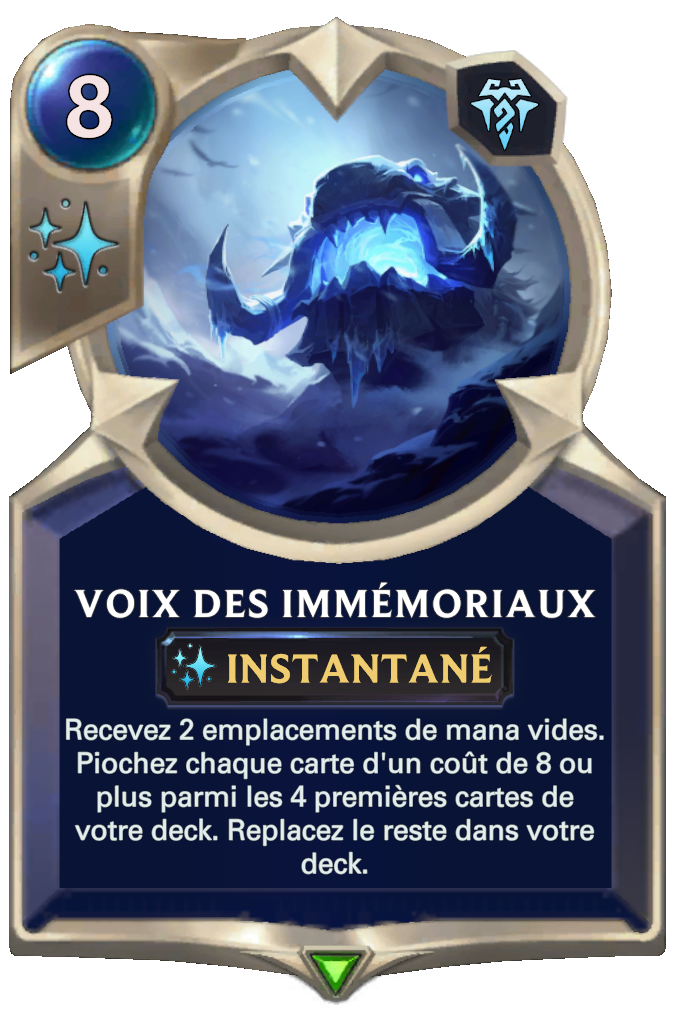 8
VOIX DES IMMÉMORIAUX
INSTANTANÉ
Recevez 2 emplacements de mana vides.
Piochez chaque carte d'un coût de 8 ou
plus parmi les 4 premières cartes de
votre deck. Replacez le reste dans votre
deck.